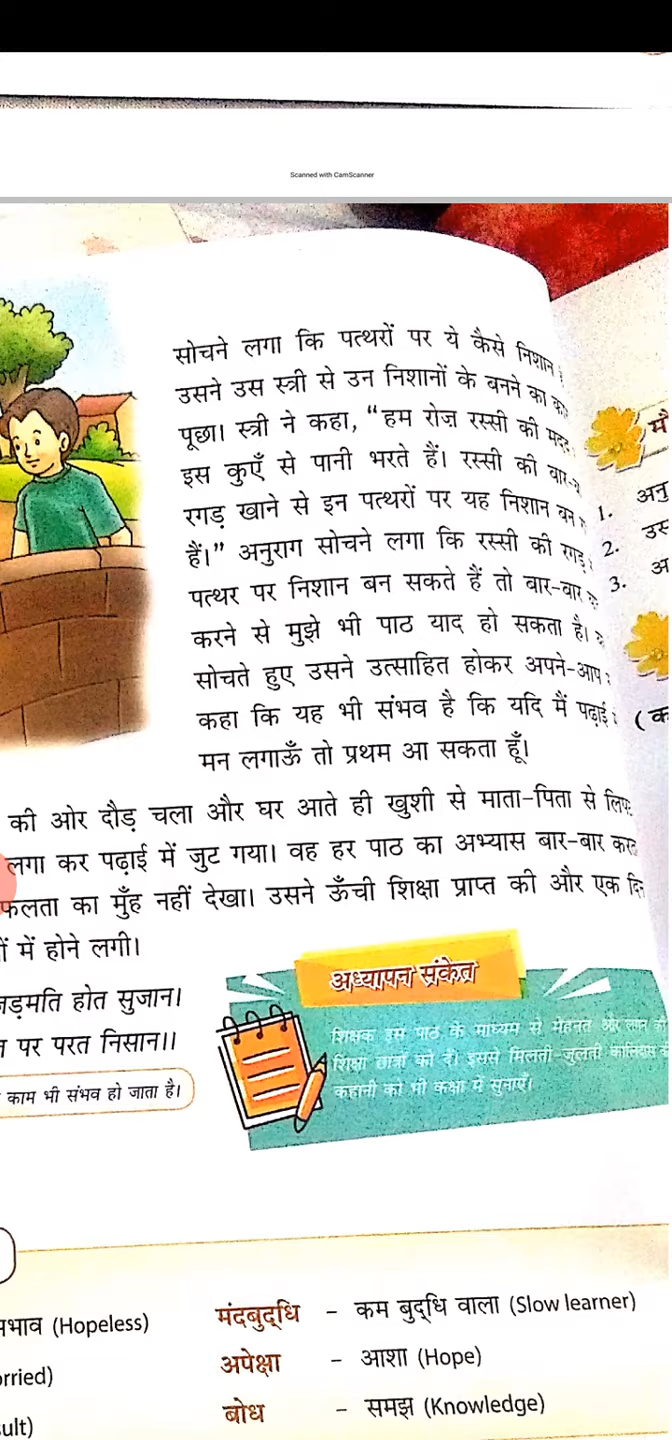 Scanned with CamScanner
सोचने लगा कि पत्थरों पर ये कैसे निशान
उसने उस स्त्री से उन निशानों के बनने का
पूछा। स्त्री ने कहा, “हम रोज़ रस्सी की मदद
इस कुएँ से पानी भरते हैं। रस्सी की बार-
रगड़ खाने से इन पत्थरों पर यह निशान बन
हैं।” अनुराग सोचने लगा कि रस्सी की रगड़
पत्थर पर निशान बन सकते हैं तो बार-बार
करने से मुझे भी पाठ याद हो सकता है।
सोचते हुए उसने उत्साहित होकर अपने-आप
कहा कि यह भी संभव है कि यदि मैं पढ़ाई
मन लगाऊँ तो प्रथम आ सकता हूँ।
की ओर दौड़ चला और घर आते ही खुशी से माता-पिता से
लगा कर पढ़ाई में जुट गया। वह हर पाठ का अभ्यास बार-बार
फलता का मुँह नहीं देखा। उसने ऊँची शिक्षा प्राप्त की और एक दिन
में होने लगी।
जड़मति होत सुजान।
पर परत निसान।।
काम भी संभव हो जाता है।
अध्यापन संकेत
शिक्षक इस पाठ के माध्यम से मेहनत और लगन
शिक्षा छात्रों को दें। इससे मिलती-जुलती कालिदास
कहानी को भी कक्षा में सुनाएँ।
(Hopeless)
मंदबुद्धि – कम बुद्धि वाला (Slow learner)
अपेक्षा – आशा (Hope)
बोध – समझ (Knowledge)
1. अनु
2. उस
3. अ
(क